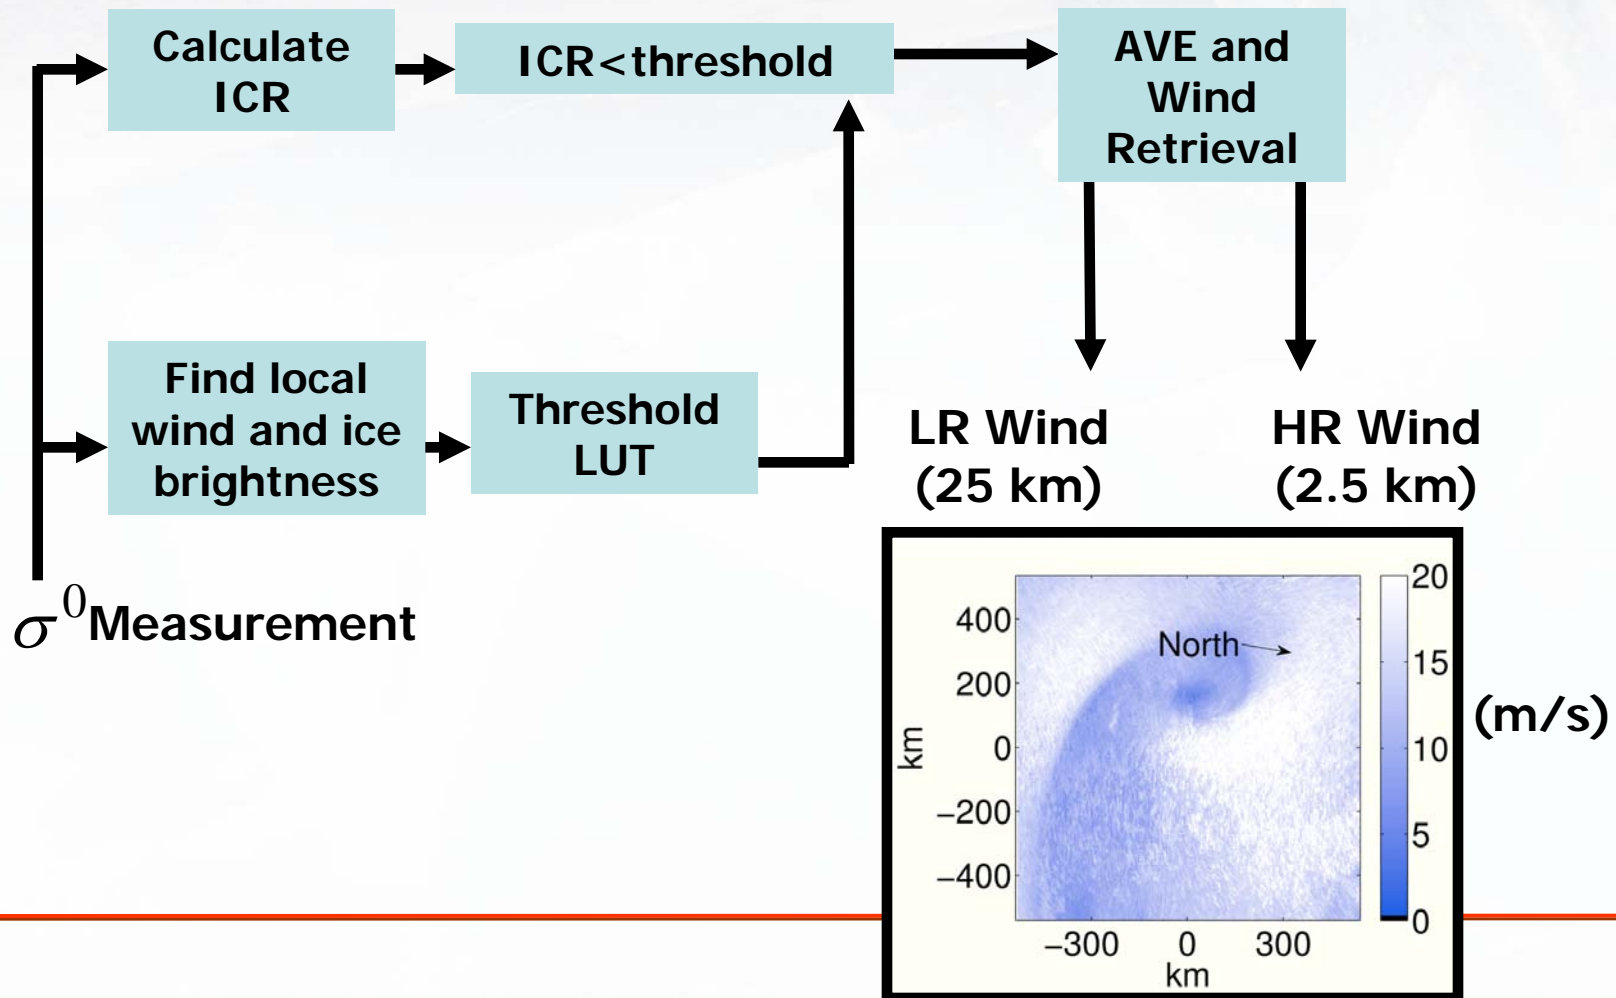 Calculate
ICR
ICR<threshold
AVE and
Wind
Retrieval
Find local
wind and ice
brightness
Threshold
LUT
LR Wind
(25 km)
HR Wind
(2.5 km)
σ⁰Measurement
North
400
200
0
−200
−400
km
−300 0 300
km
20
15
10
5
0
(m/s)